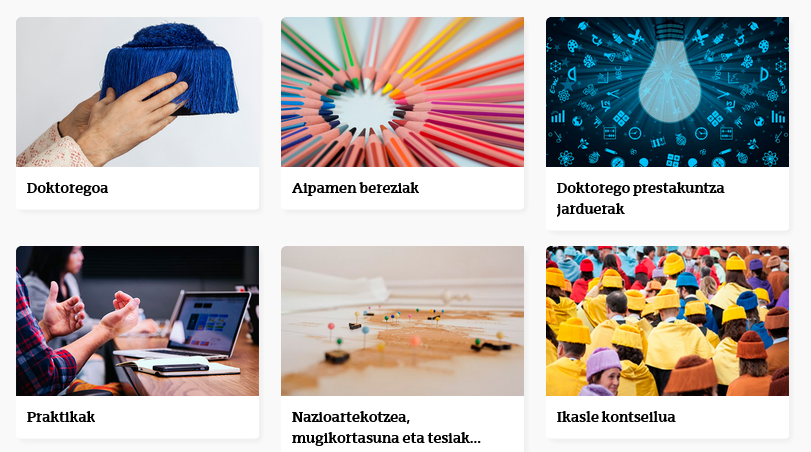 Doktoregoa
Aipamen bereziak
Doktorego prestakuntza
jarduerak
Praktikak
Nazioartekotzea,
mugikortasuna eta tesiak...
Ikasle kontseilua